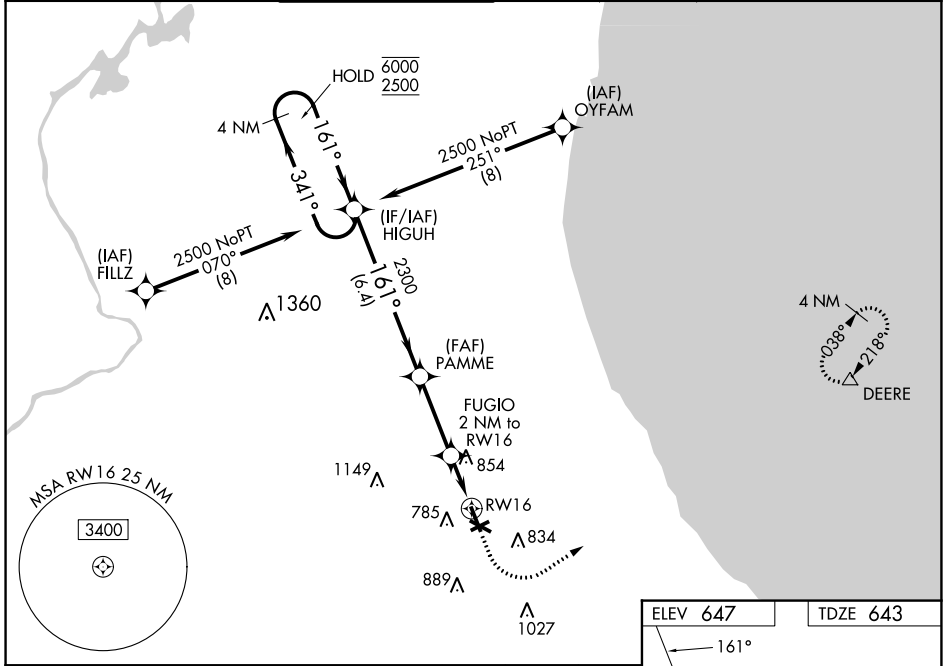 HOLD 6000
2500
4 NM
161°
341°
(IAF)
OYFAM
2500 NoPT
251°
(8)
(IF/IAF)
HIGUH
(IAF)
FILLZ
2500 NoPT
070°
(8)
1360
2300
161°
(6.4)
4 NM
038°
218°
DEERE
(FAF)
PAMME
FUGIO
2 NM to
RW16
854
1149
785
RW16
834
889
1027
MSA RW16 25 NM
3400
ELEV 647
TDZE 643
161°